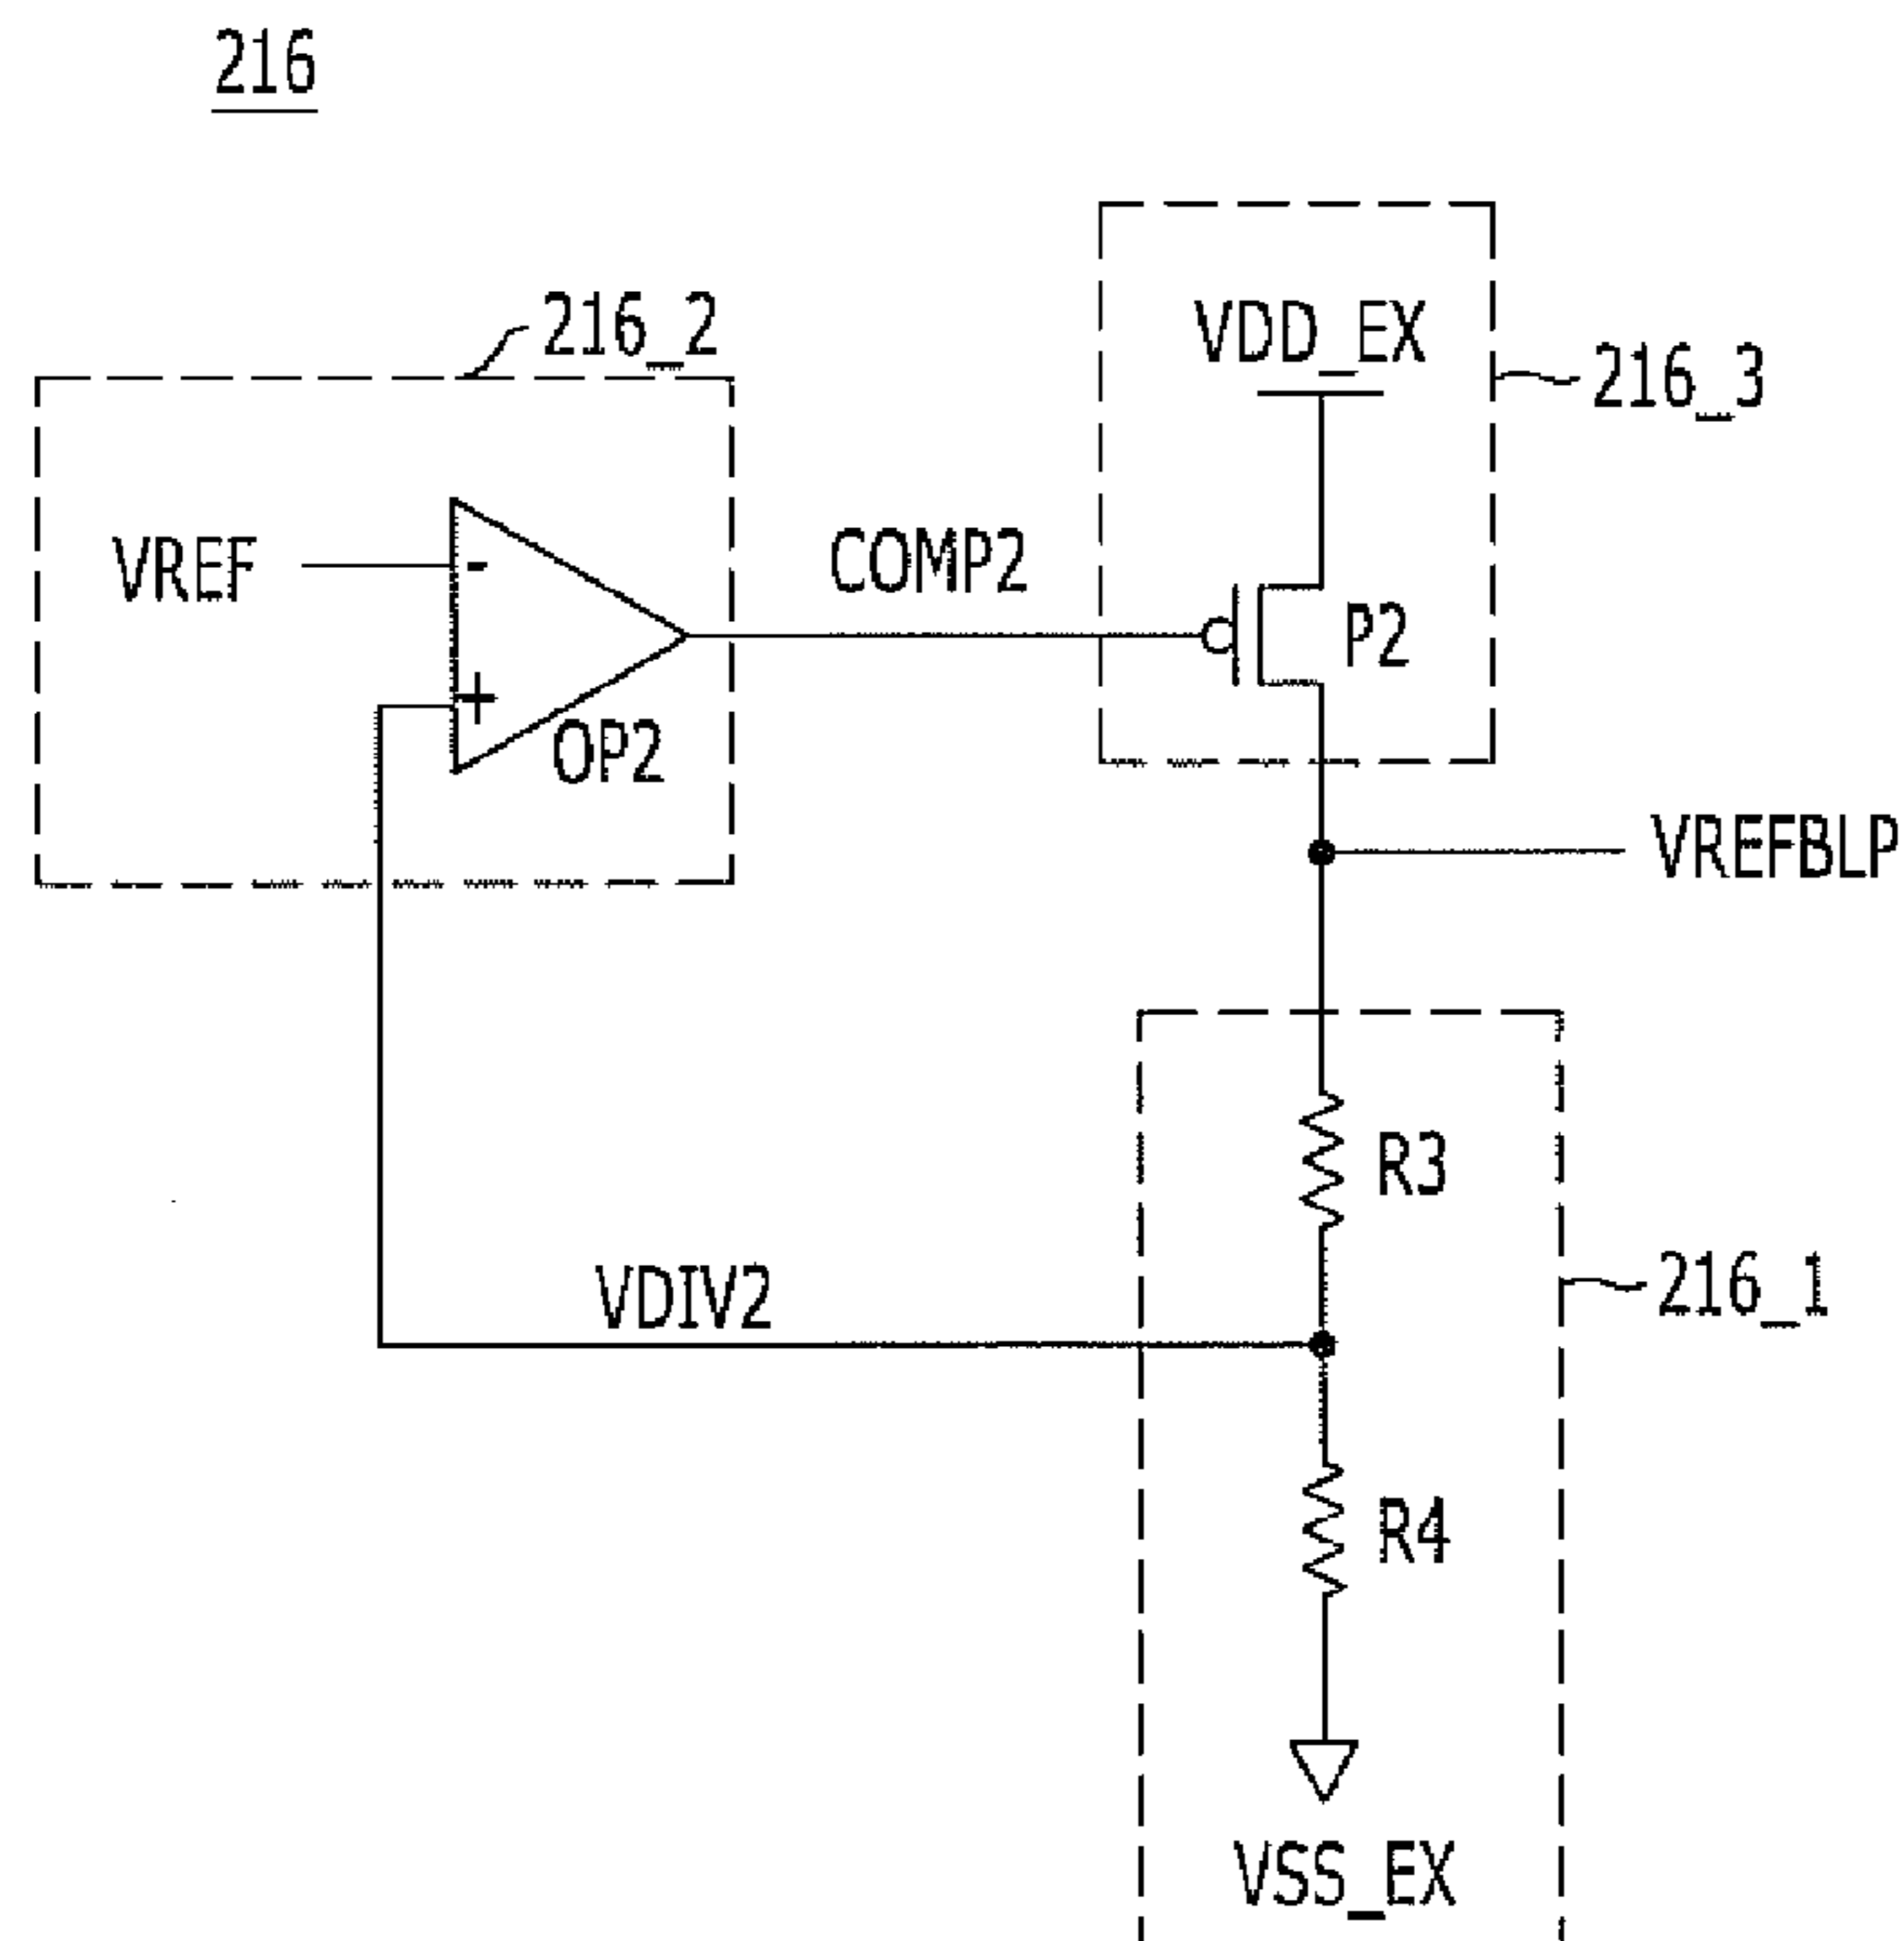 216
216_2
VDD_EX
216_3
VREF
-
COMP2
P2
+
OP2
VREFBLP
R3
VDIV2
216_1
R4
VSS_EX